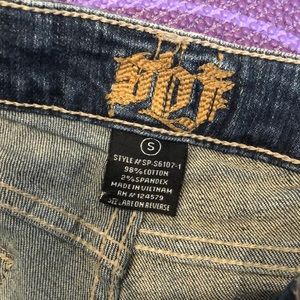 S
STYLE # SP-S6107-1
98% COTTON
2% SPANDEX
MADE IN VIETNAM
RN # 124579
SEE LABEL ON REVERSE